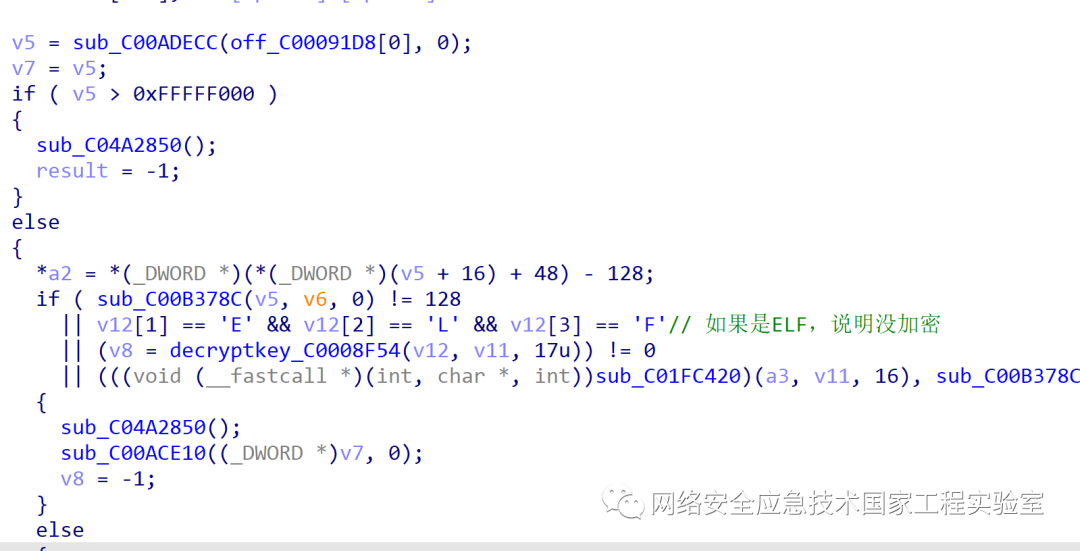 v5 = sub_C00ADECC(off_C00091D8[0], 0);
v7 = v5;
if ( v5 > 0xFFFFF000 )
{
sub_C04A2850();
result = -1;
}
else
{
*a2 = *(_DWORD *)(*(_DWORD *)(v5 + 16) + 48) - 128;
if ( sub_C00B378C(v5, v6, 0) != 128
|| v12[1] == 'E' && v12[2] == 'L' && v12[3] == 'F'// 如果是ELF，说明没加密
|| (v8 = decryptkey_C0008F54(v12, v11, 17u)) != 0
|| (((void (__fastcall *)(int, char *, int))sub_C01FC420)(a3, v11, 16), sub_C00B378C
{
sub_C04A2850();
sub_C00ACE10((_DWORD *)v7, 0);
v8 = -1;
}
else
网络安全应急技术国家工程实验室